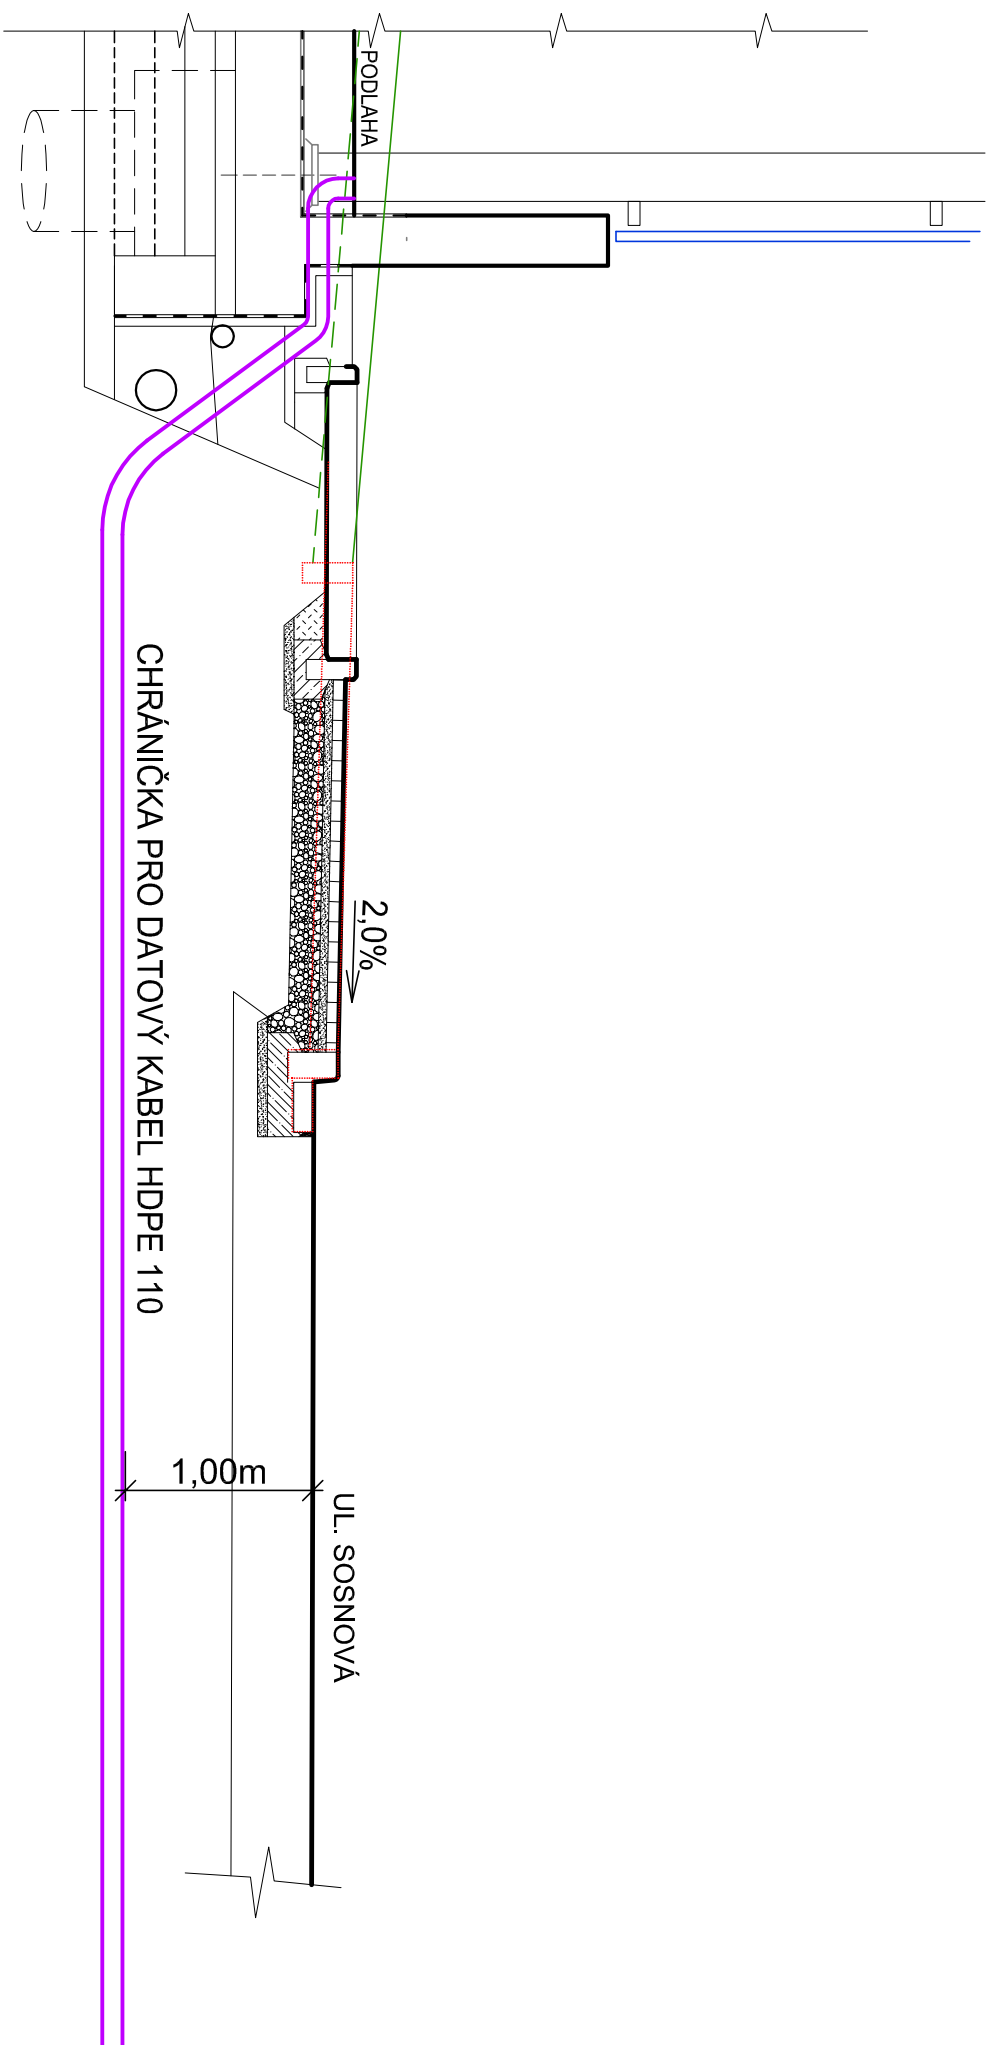 PODLAHA
2,0%
CHRÁNIČKA PRO DATOVÝ KABEL HDPE 110
1,00m
UL. SOSNOVÁ